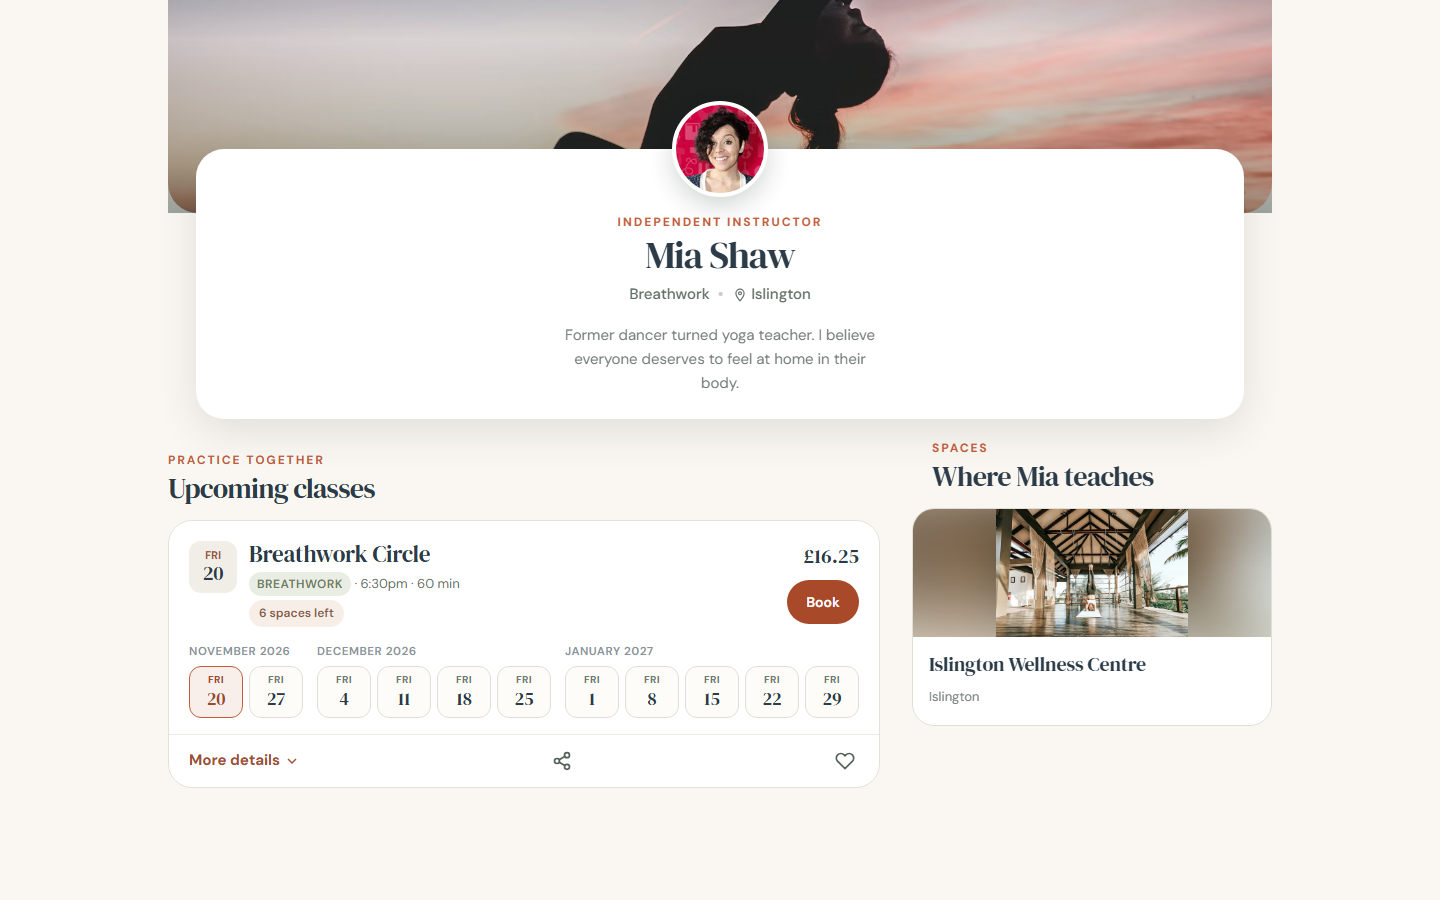 INDEPENDENT INSTRUCTOR
Mia Shaw
Breathwork • Islington
Former dancer turned yoga teacher. I believe
everyone deserves to feel at home in their
body.
PRACTICE TOGETHER
Upcoming classes
FRI
20
Breathwork Circle
BREATHWORK · 6:30pm · 60 min
6 spaces left
£16.25
Book
NOVEMBER 2026 DECEMBER 2026 JANUARY 2027
FRI FRI FRI FRI FRI FRI FRI FRI FRI FRI FRI
20 27 4 11 18 25 1 8 15 22 29
More details
SPACES
Where Mia teaches
Islington Wellness Centre
Islington